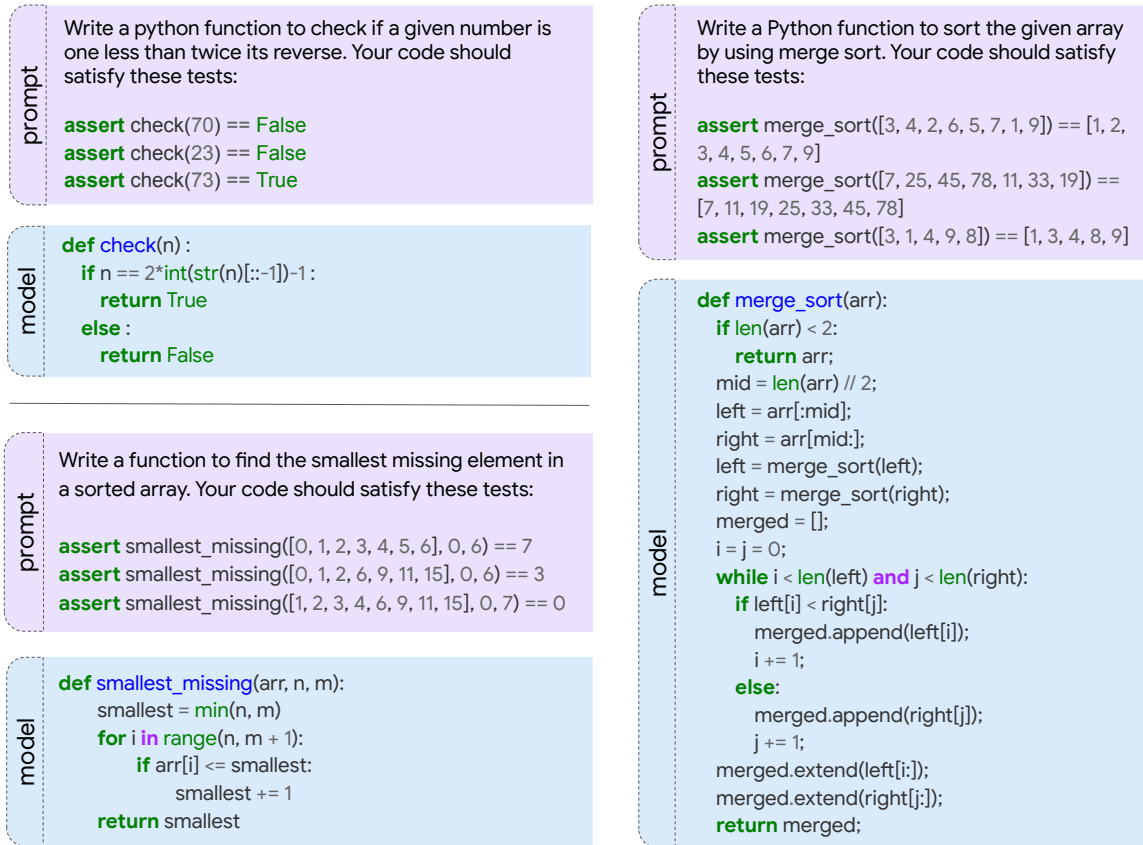 prompt
Write a python function to check if a given number is
one less than twice its reverse. Your code should
satisfy these tests:
assert check(70) == False
assert check(23) == False
assert check(73) == True
model
def check(n) :
if n == 2*int(str(n)[::-1])-1 :
return True
else :
return False
prompt
Write a function to find the smallest missing element in
a sorted array. Your code should satisfy these tests:
assert smallest_missing([0, 1, 2, 3, 4, 5, 6], 0, 6) == 7
assert smallest_missing([0, 1, 2, 6, 9, 11, 15], 0, 6) == 3
assert smallest_missing([1, 2, 3, 4, 6, 9, 11, 15], 0, 7) == 0
model
def smallest_missing(arr, n, m):
smallest = min(n, m)
for i in range(n, m + 1):
if arr[i] <= smallest:
smallest += 1
return smallest
prompt
Write a Python function to sort the given array
by using merge sort. Your code should satisfy
these tests:
assert merge_sort([3, 4, 2, 6, 5, 7, 1, 9]) == [1, 2,
3, 4, 5, 6, 7, 9]
assert merge_sort([7, 25, 45, 78, 11, 33, 19]) ==
[7, 11, 19, 25, 33, 45, 78]
assert merge_sort([3, 1, 4, 9, 8]) == [1, 3, 4, 8, 9]
model
def merge_sort(arr):
if len(arr) < 2:
return arr;
mid = len(arr) // 2;
left = arr[:mid];
right = arr[mid:];
left = merge_sort(left);
right = merge_sort(right);
merged = [];
i = j = 0;
while i < len(left) and j < len(right):
if left[i] < right[j]:
merged.append(left[i]);
i += 1;
else:
merged.append(right[j]);
j += 1;
merged.extend(left[i:]);
merged.extend(right[j:]);
return merged;